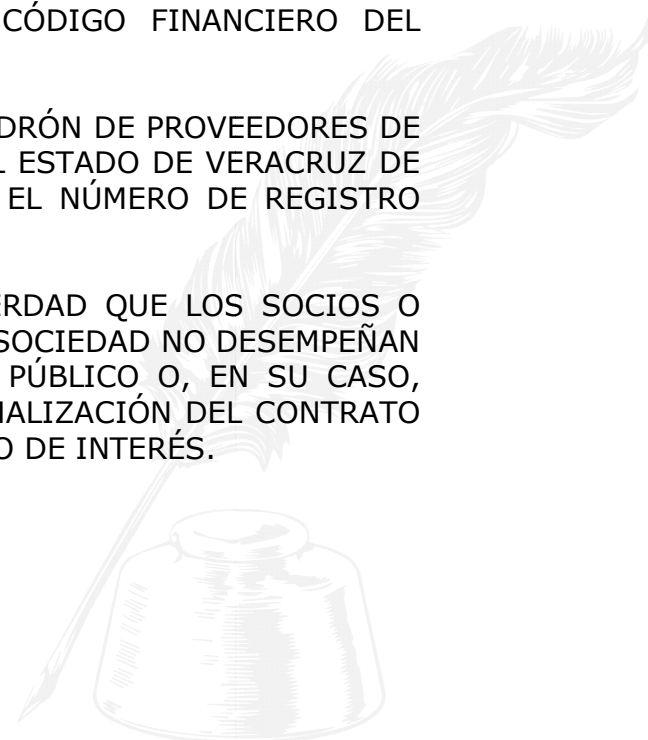 CÓDIGO FINANCIERO DEL
DRÓN DE PROVEEDORES DE
L ESTADO DE VERACRUZ DE
EL NÚMERO DE REGISTRO
ERDAD QUE LOS SOCIOS O
SOCIEDAD NO DESEMPEÑAN
PÚBLICO O, EN SU CASO,
NALIZACIÓN DEL CONTRATO
O DE INTERÉS.